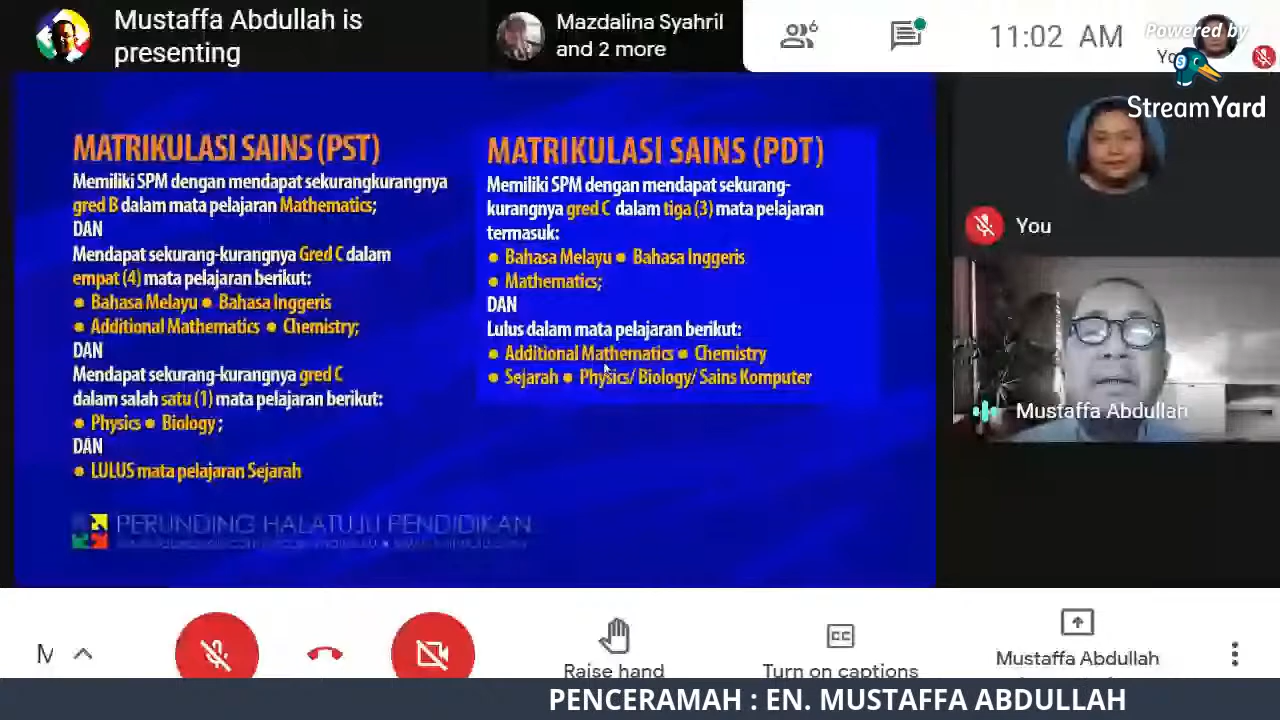 Mustaffa Abdullah is
presenting
Mazdalina Syahril
and 2 more
6
11:02 AM
Powered by
StreamYard
MATRIKULASI SAINS (PST)
Memiliki SPM dengan mendapat sekurangkurangnya
gred B dalam mata pelajaran Mathematics;
DAN
Mendapat sekurang-kurangnya Gred C dalam
empat (4) mata pelajaran berikut:
● Bahasa Melayu ● Bahasa Inggeris
● Additional Mathematics ● Chemistry;
DAN
Mendapat sekurang-kurangnya gred C
dalam salah satu (1) mata pelajaran berikut:
● Physics ● Biology ;
DAN
● LULUS mata pelajaran Sejarah
MATRIKULASI SAINS (PDT)
Memiliki SPM dengan mendapat sekurang-
kurangnya gred C dalam tiga (3) mata pelajaran
termasuk:
● Bahasa Melayu ● Bahasa Inggeris
● Mathematics;
DAN
Lulus dalam mata pelajaran berikut:
● Additional Mathematics ● Chemistry
● Sejarah ● Physics/ Biology/ Sains Komputer
PERUNDING HALATUJU PENDIDIKAN
You
Mustaffa Abdullah
M
Raise hand
Turn on captions
Mustaffa Abdullah
PENCERAMAH : EN. MUSTAFFA ABDULLAH